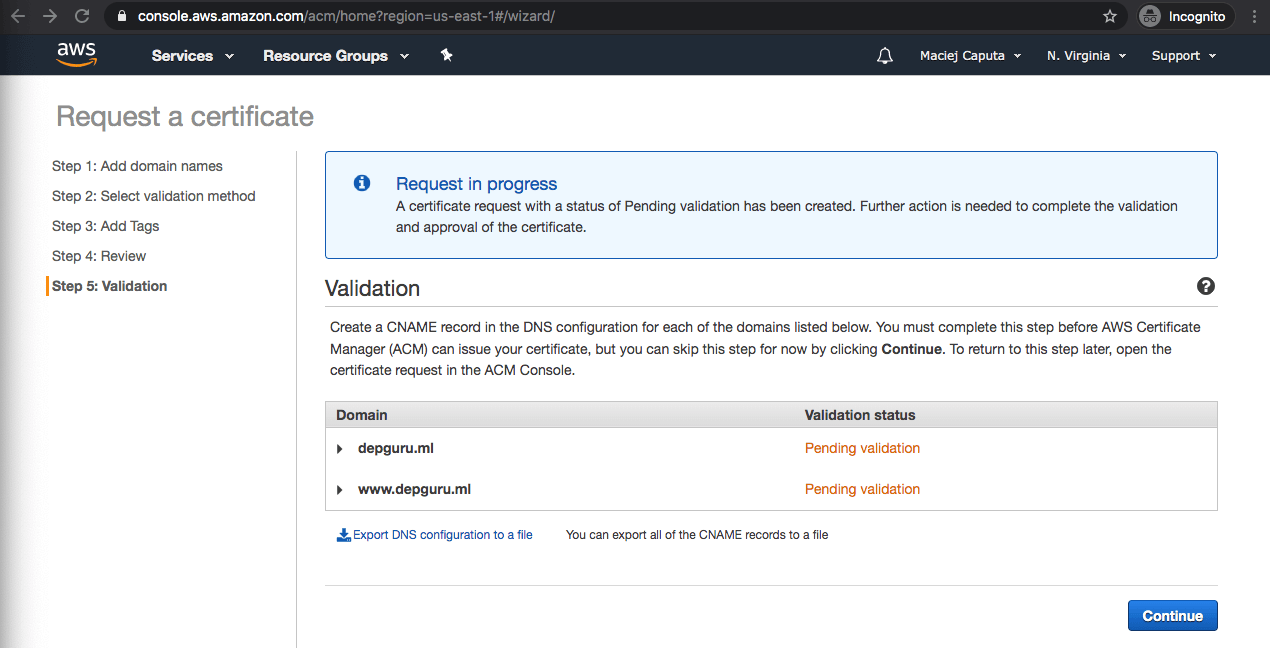 console.aws.amazon.com/acm/home?region=us-east-1#/wizard/
Incognito
aws
Services
Resource Groups
Maciej Caputa
N. Virginia
Support
Request a certificate
Step 1: Add domain names
Step 2: Select validation method
Step 3: Add Tags
Step 4: Review
Step 5: Validation
Request in progress
A certificate request with a status of Pending validation has been created. Further action is needed to complete the validation
and approval of the certificate.
Validation
Create a CNAME record in the DNS configuration for each of the domains listed below. You must complete this step before AWS Certificate
Manager (ACM) can issue your certificate, but you can skip this step for now by clicking Continue. To return to this step later, open the
certificate request in the ACM Console.
Domain Validation status
depguru.ml Pending validation
www.depguru.ml Pending validation
Export DNS configuration to a file You can export all of the CNAME records to a file
Continue